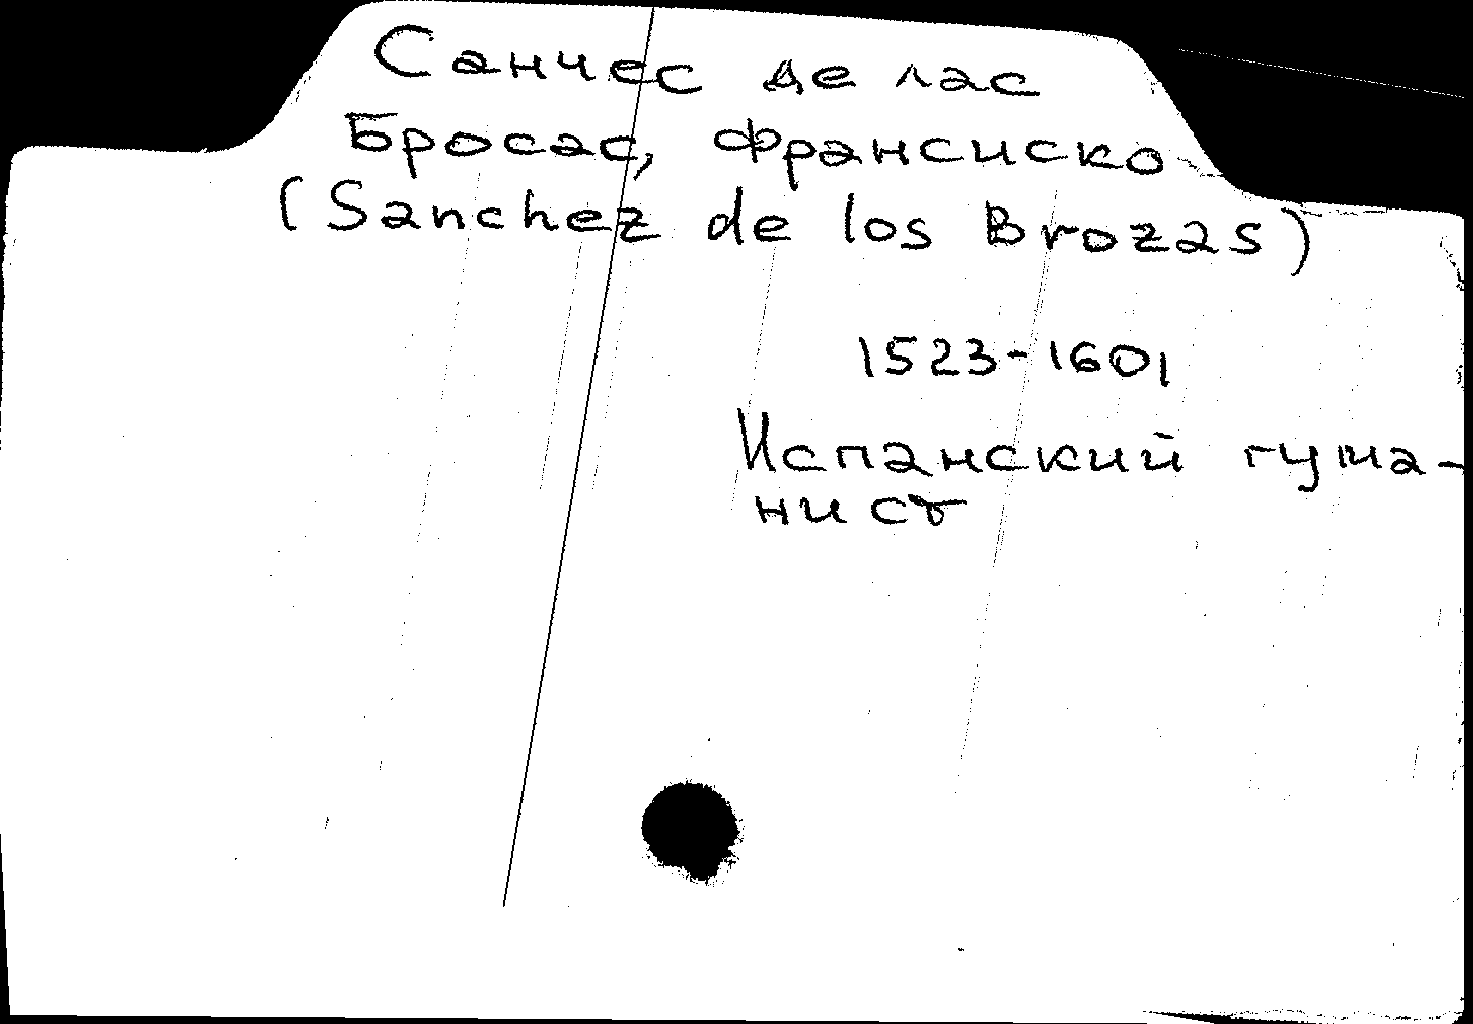 Санчес де лас
Бросас, Франсиско
(Sanchez de los Brozas)
1523-1601
Испанский гума-
нист